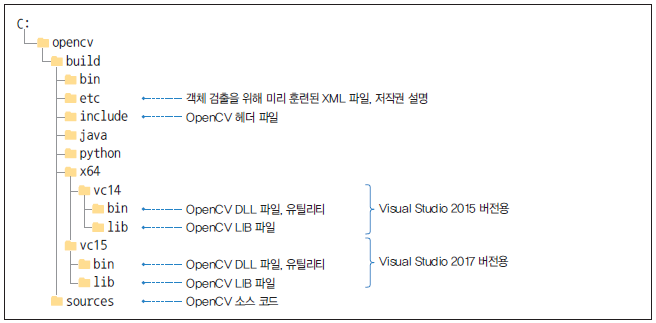 C:
opencv
build
bin
etc 객체 검출을 위해 미리 훈련된 XML 파일, 저작권 설명
include OpenCV 헤더 파일
java
python
x64
vc14
bin OpenCV DLL 파일, 유틸리티
lib OpenCV LIB 파일
Visual Studio 2015 버전용
vc15
bin OpenCV DLL 파일, 유틸리티
lib OpenCV LIB 파일
Visual Studio 2017 버전용
sources OpenCV 소스 코드